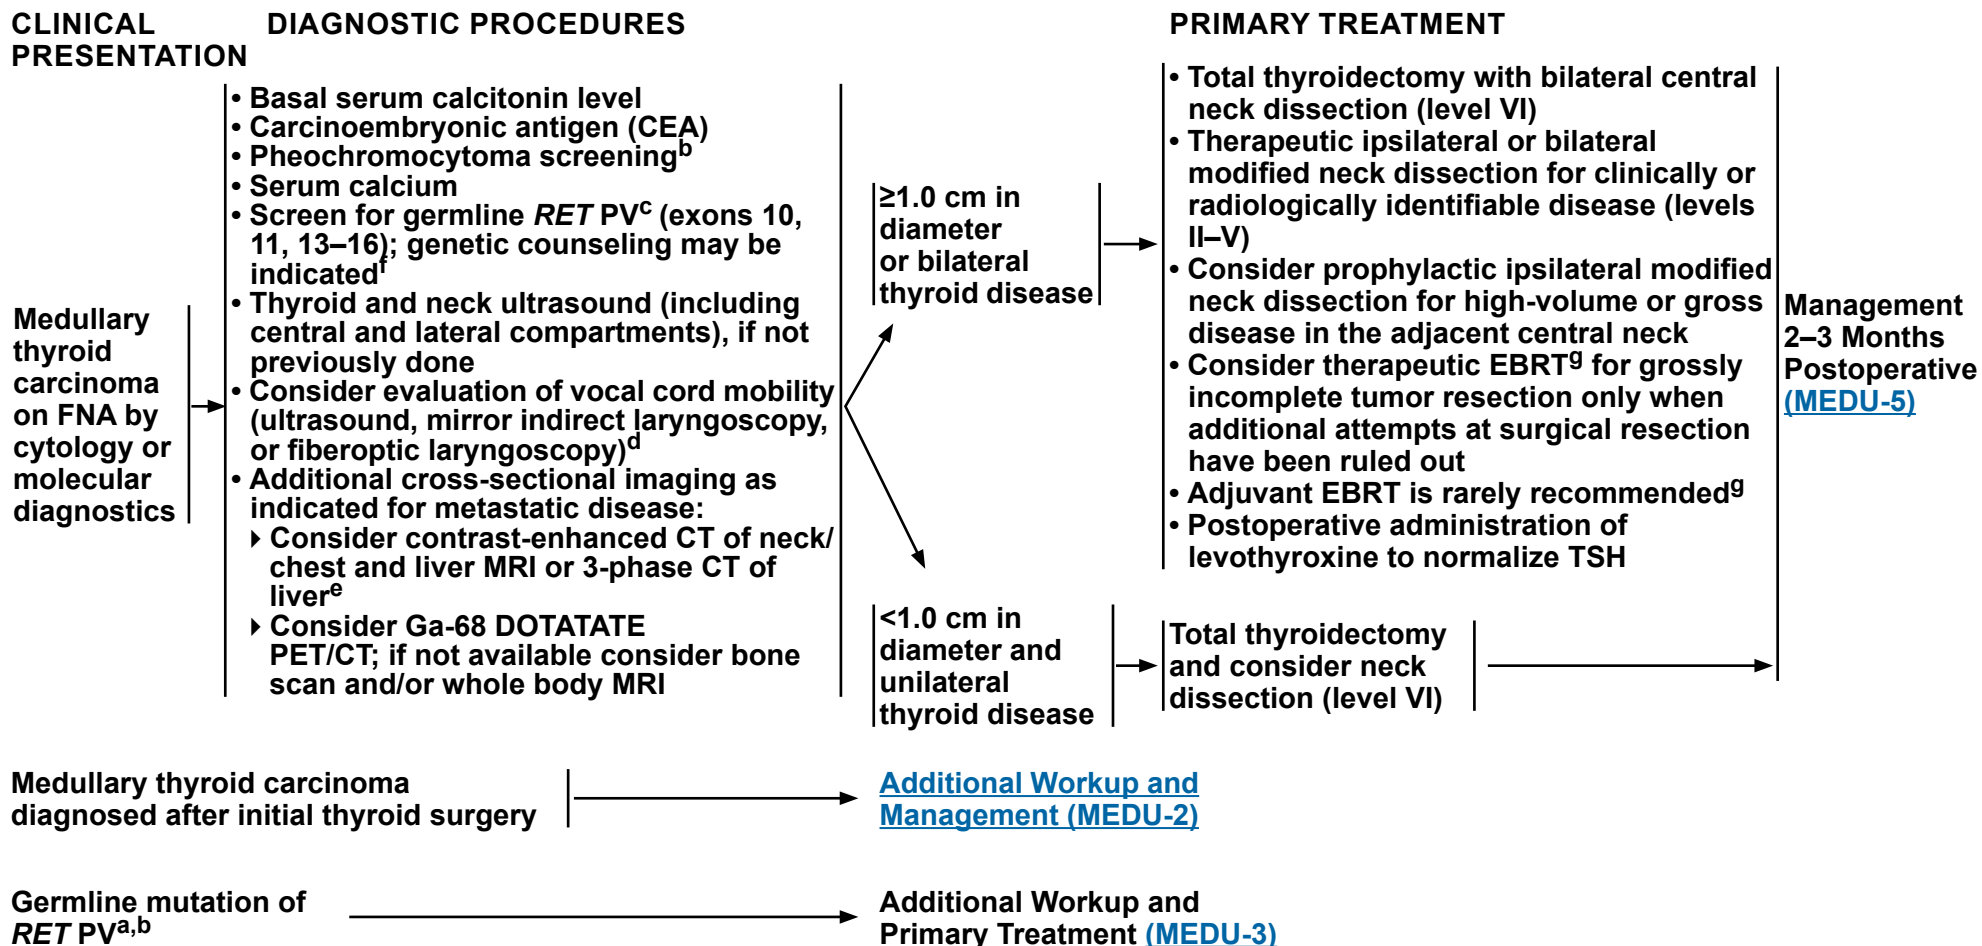 CLINICAL
PRESENTATION
DIAGNOSTIC PROCEDURES
PRIMARY TREATMENT
Medullary
thyroid
carcinoma
on FNA by
cytology or
molecular
diagnostics
• Basal serum calcitonin level
• Carcinoembryonic antigen (CEA)
• Pheochromocytoma screeningb
• Serum calcium
• Screen for germline RET PVc (exons 10,
11, 13–16); genetic counseling may be
indicatedf
• Thyroid and neck ultrasound (including
central and lateral compartments), if not
previously done
• Consider evaluation of vocal cord mobility
(ultrasound, mirror indirect laryngoscopy,
or fiberoptic laryngoscopy)d
• Additional cross-sectional imaging as
indicated for metastatic disease:
▸ Consider contrast-enhanced CT of neck/
chest and liver MRI or 3-phase CT of
livere
▸ Consider Ga-68 DOTATATE
PET/CT; if not available consider bone
scan and/or whole body MRI
≥1.0 cm in
diameter
or bilateral
thyroid disease
• Total thyroidectomy with bilateral central
neck dissection (level VI)
• Therapeutic ipsilateral or bilateral
modified neck dissection for clinically or
radiologically identifiable disease (levels
II–V)
• Consider prophylactic ipsilateral modified
neck dissection for high-volume or gross
disease in the adjacent central neck
• Consider therapeutic EBRTg for grossly
incomplete tumor resection only when
additional attempts at surgical resection
have been ruled out
• Adjuvant EBRT is rarely recommendedg
• Postoperative administration of
levothyroxine to normalize TSH
<1.0 cm in
diameter and
unilateral
thyroid disease
Total thyroidectomy
and consider neck
dissection (level VI)
Management
2–3 Months
Postoperative
(MEDU-5)
Medullary thyroid carcinoma
diagnosed after initial thyroid surgery
Additional Workup and
Management (MEDU-2)
Germline mutation of
RET PVa,b
Additional Workup and
Primary Treatment (MEDU-3)